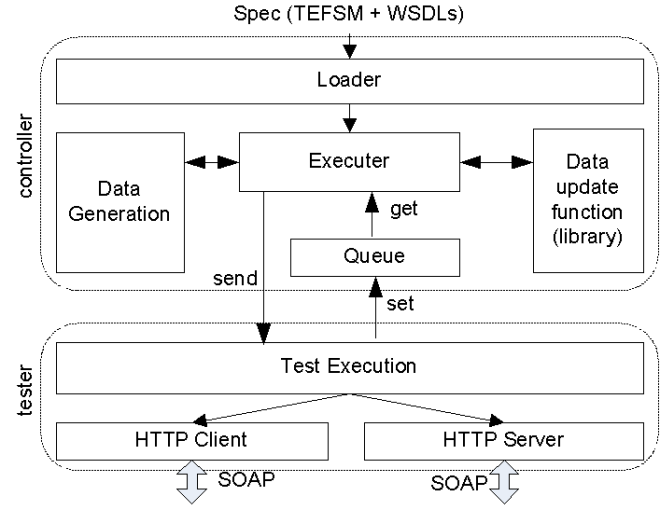 Spec (TEFSM + WSDLs)
controller
Loader
Data
Generation
Executer
Data
update
function
(library)
get
Queue
send
set
tester
Test Execution
HTTP Client
HTTP Server
SOAP
SOAP